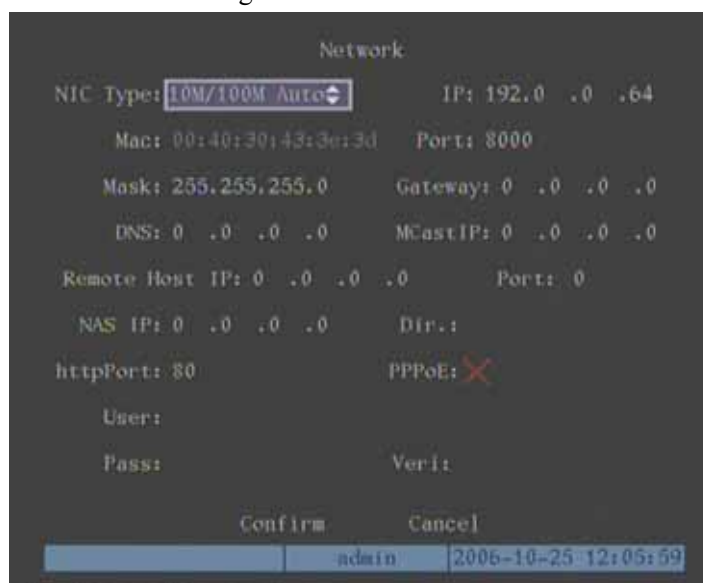 Network
NIC Type: 10M/100M Auto IP: 192.0 .0 .64
Mac: 00:40:30:43:3e:3d Port: 8000
Mask: 255.255.255.0 Gateway: 0 .0 .0 .0
DNS: 0 .0 .0 .0 MCastIP: 0 .0 .0 .0
Remote Host IP: 0 .0 .0 .0 Port: 0
NAS IP: 0 .0 .0 .0 Dir.:
httpPort: 80 PPPoE:
User:
Pass: Veri:
Confirm Cancel
admin 2006-10-25 12:05:59